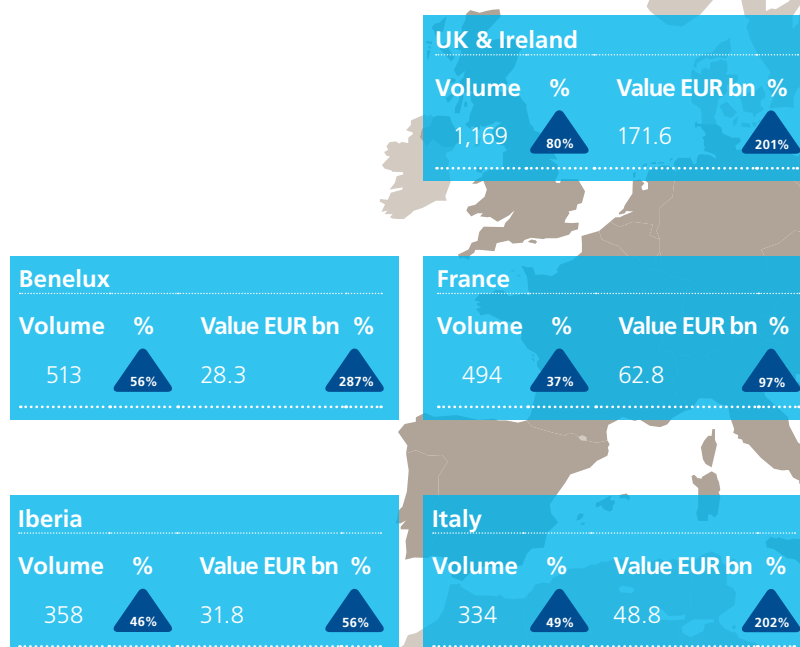 UK & Ireland
Volume % Value EUR bn %
1,169 80% 171.6 201%
Benelux
Volume % Value EUR bn %
513 56% 28.3 287%
France
Volume % Value EUR bn %
494 37% 62.8 97%
Iberia
Volume % Value EUR bn %
358 46% 31.8 56%
Italy
Volume % Value EUR bn %
334 49% 48.8 202%